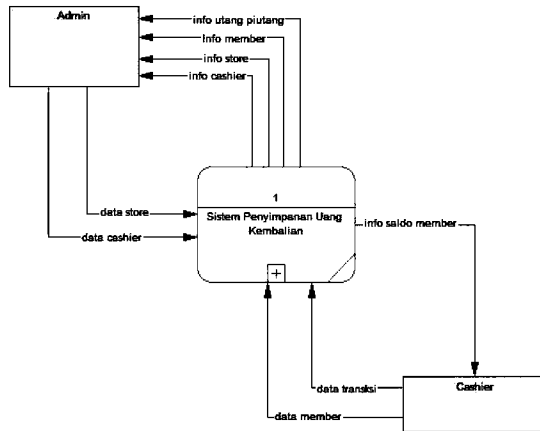 Admin
info utang piutang
Info member
info store
info cashier
1
Sistem Penyimpanan Uang
Kembalian
data store
data cashier
info saldo member
+
data transksi
data member
Cashier